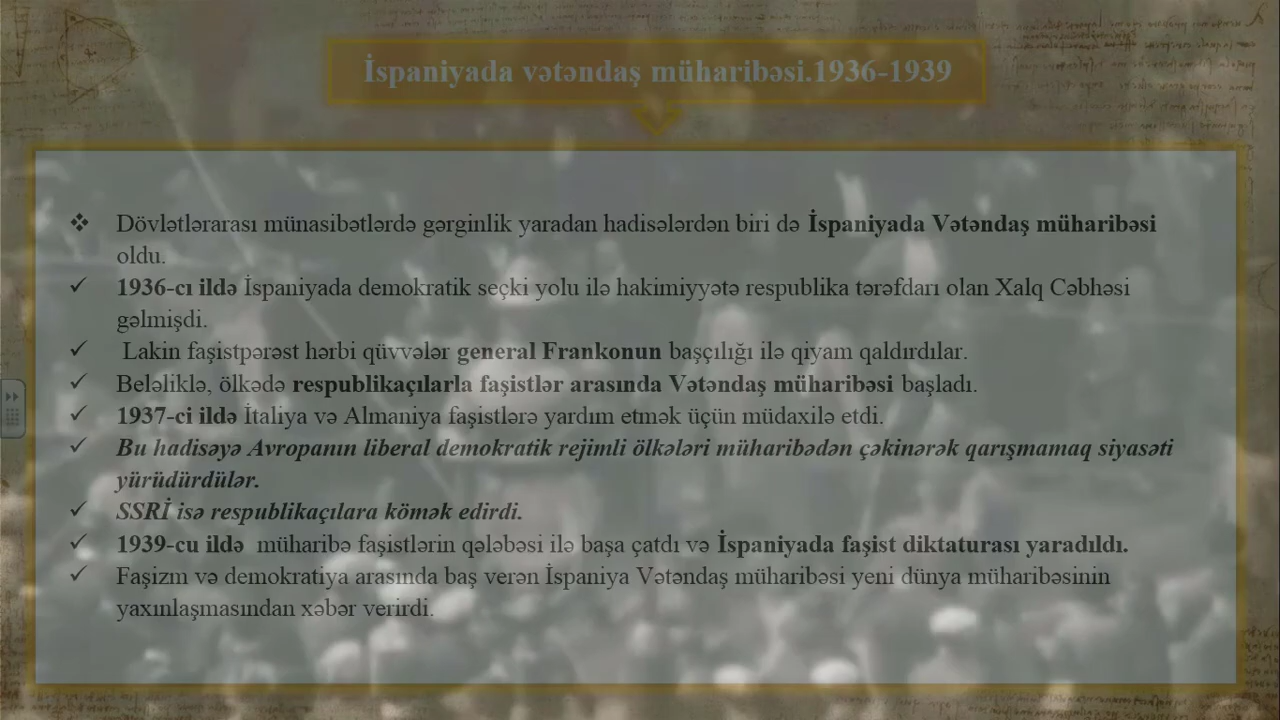 İspaniyada vətəndaş müharibəsi.1936-1939
❖ Dövlətlərarası münasibətlərdə gərginlik yaradan hadisələrdən biri də İspaniyada Vətəndaş müharibəsi
oldu.
✓ 1936-cı ildə İspaniyada demokratik seçki yolu ilə hakimiyyətə respublika tərəfdarı olan Xalq Cəbhəsi
gəlmişdi.
✓ Lakin faşistpərəst hərbi qüvvələr general Frankonun başçılığı ilə qiyam qaldırdılar.
✓ Beləliklə, ölkədə respublikaçılarla faşistlər arasında Vətəndaş müharibəsi başladı.
✓ 1937-ci ildə İtaliya və Almaniya faşistlərə yardım etmək üçün müdaxilə etdi.
✓ Bu hadisəyə Avropanın liberal demokratik rejimli ölkələri müharibədən çəkinərək qarışmamaq siyasəti
yürüdürdülər.
✓ SSRİ isə respublikaçılara kömək edirdi.
✓ 1939-cu ildə müharibə faşistlərin qələbəsi ilə başa çatdı və İspaniyada faşist diktaturası yaradıldı.
✓ Faşizm və demokratiya arasında baş verən İspaniya Vətəndaş müharibəsi yeni dünya müharibəsinin
yaxınlaşmasından xəbər verirdi.